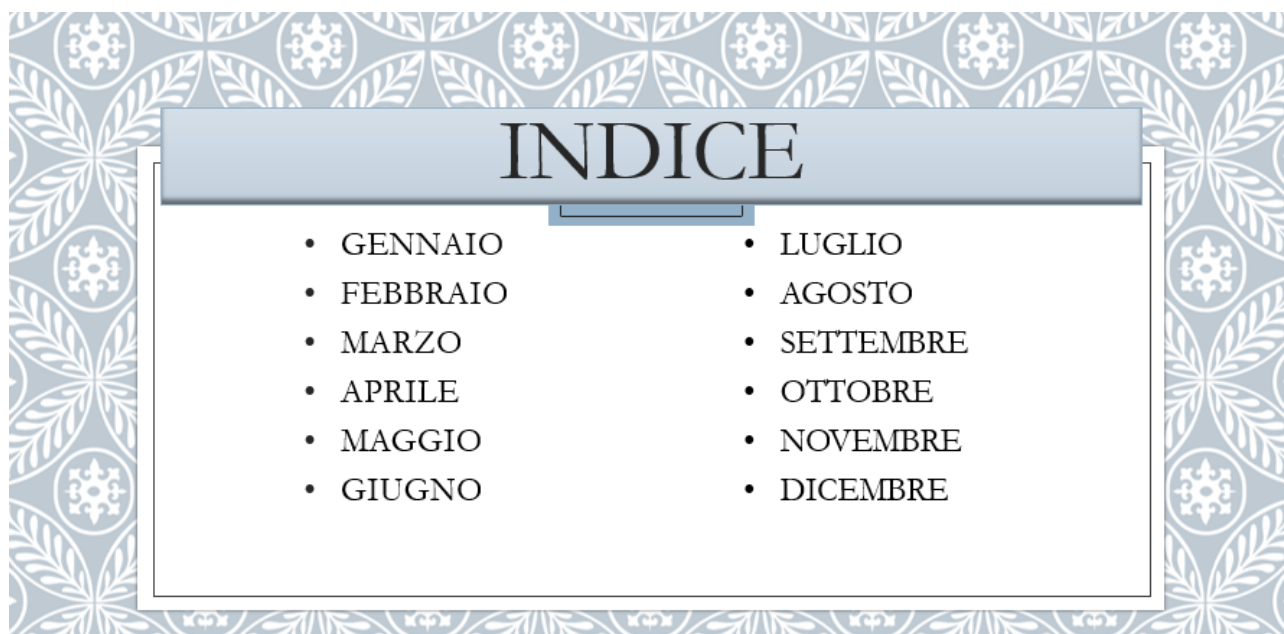 INDICE
• GENNAIO
• FEBBRAIO
• MARZO
• APRILE
• MAGGIO
• GIUGNO
• LUGLIO
• AGOSTO
• SETTEMBRE
• OTTOBRE
• NOVEMBRE
• DICEMBRE